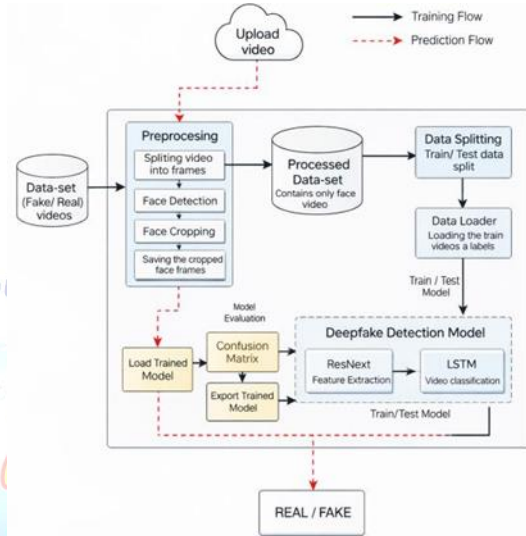 Upload
video
Training Flow
Prediction Flow
Preprocesing
Spliting video
into frames
Face Detection
Face Cropping
Saving the cropped
face frames
Data-set
(Fake/ Real)
videos
Processed
Data-set
Contains only face
video
Data Splitting
Train/ Test data
split
Data Loader
Loading the train
videos a labels
Train / Test
Model
Model
Evaluation
Load Trained
Model
Confusion
Matrix
Export Trained
Model
Deepfake Detection Model
ResNext
Feature Extraction
LSTM
Video classification
Train/Test Model
REAL / FAKE